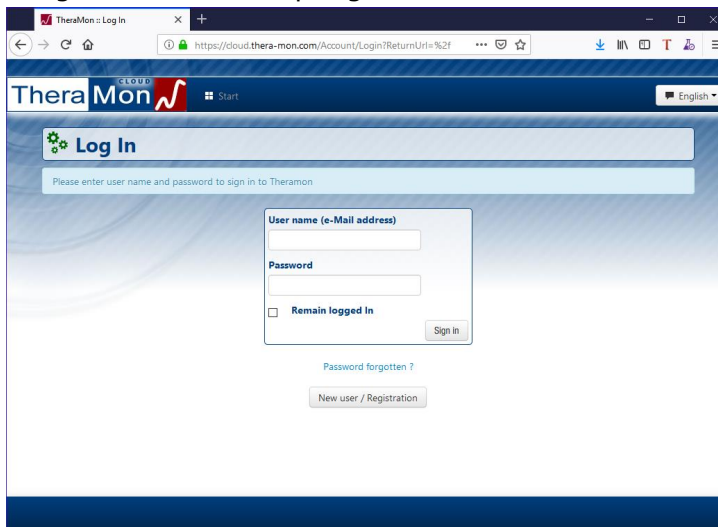 TheraMon :: Log In
https://cloud.thera-mon.com/Account/Login?ReturnUrl=%2f
CLOUD
Thera Mon
Start
English
Log In
Please enter user name and password to sign in to Theramon
User name (e-Mail address)
Password
Remain logged In
Sign in
Password forgotten ?
New user / Registration